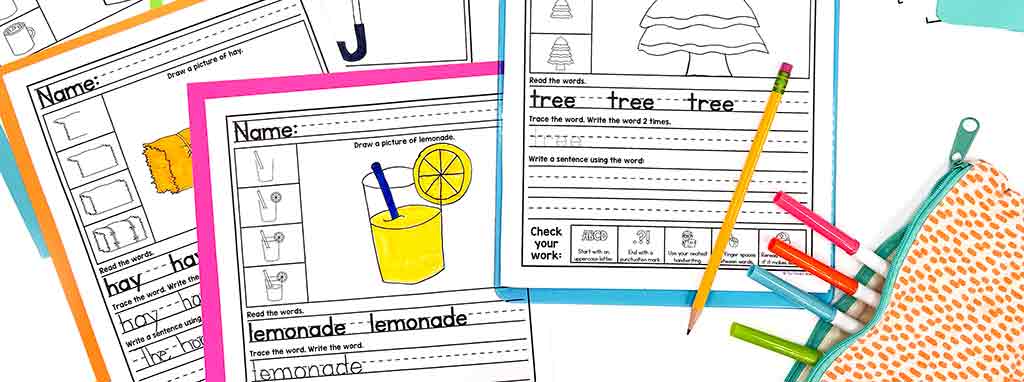 Name:
Draw a picture of hay.
Read the words.
hay hay
Trace the word. Write the
hay
Write a sentence using
the
Name:
Draw a picture of lemonade.
Read the words.
lemonade lemonade
Trace the word. Write the word.
lemonade
Read the words.
tree tree tree
Trace the word. Write the word 2 times.
tree
Write a sentence using the word:
Check your work:
ABCD
Start with an uppercase letter.
.?!
End with a punctuation mark.
Use your neatest handwriting.
Finger spaces between words.
Reread
if it makes